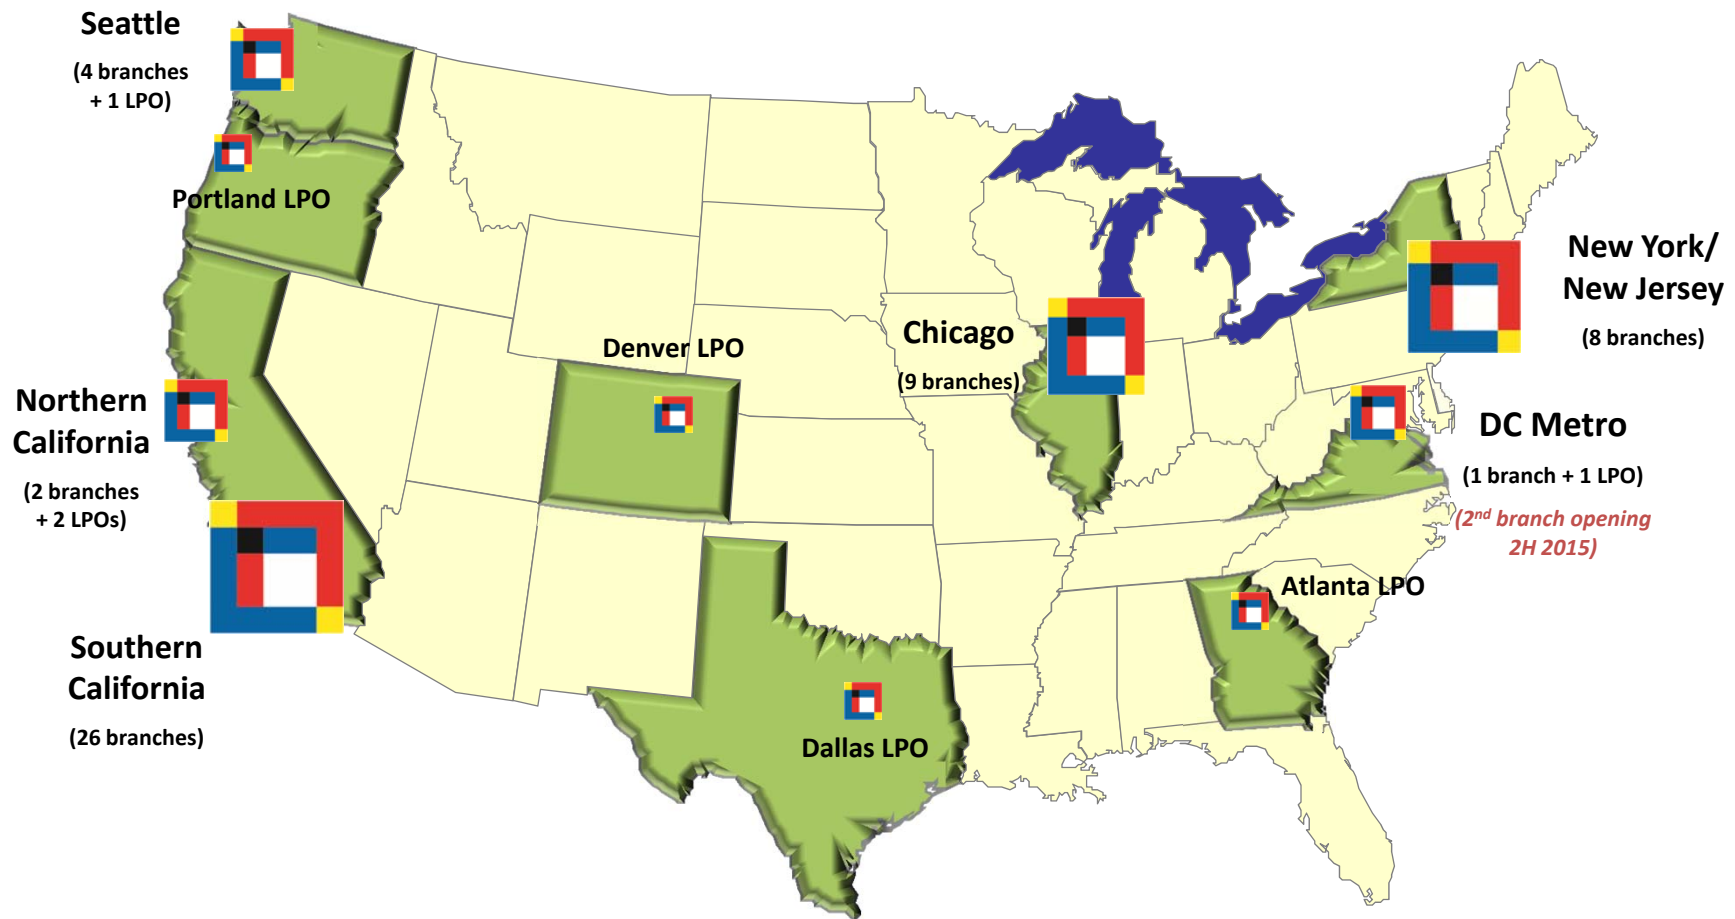 Seattle
(4 branches
+ 1 LPO)
Portland LPO
Northern
California
(2 branches
+ 2 LPOs)
Southern
California
(26 branches)
Denver LPO
Dallas LPO
Chicago
(9 branches)
New York/
New Jersey
(8 branches)
DC Metro
(1 branch + 1 LPO)
(2nd branch opening
2H 2015)
Atlanta LPO